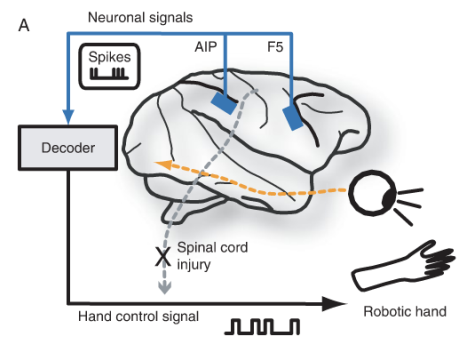 A
Neuronal signals
AIP
F5
Spikes
Decoder
X
Spinal cord
injury
Robotic hand
Hand control signal